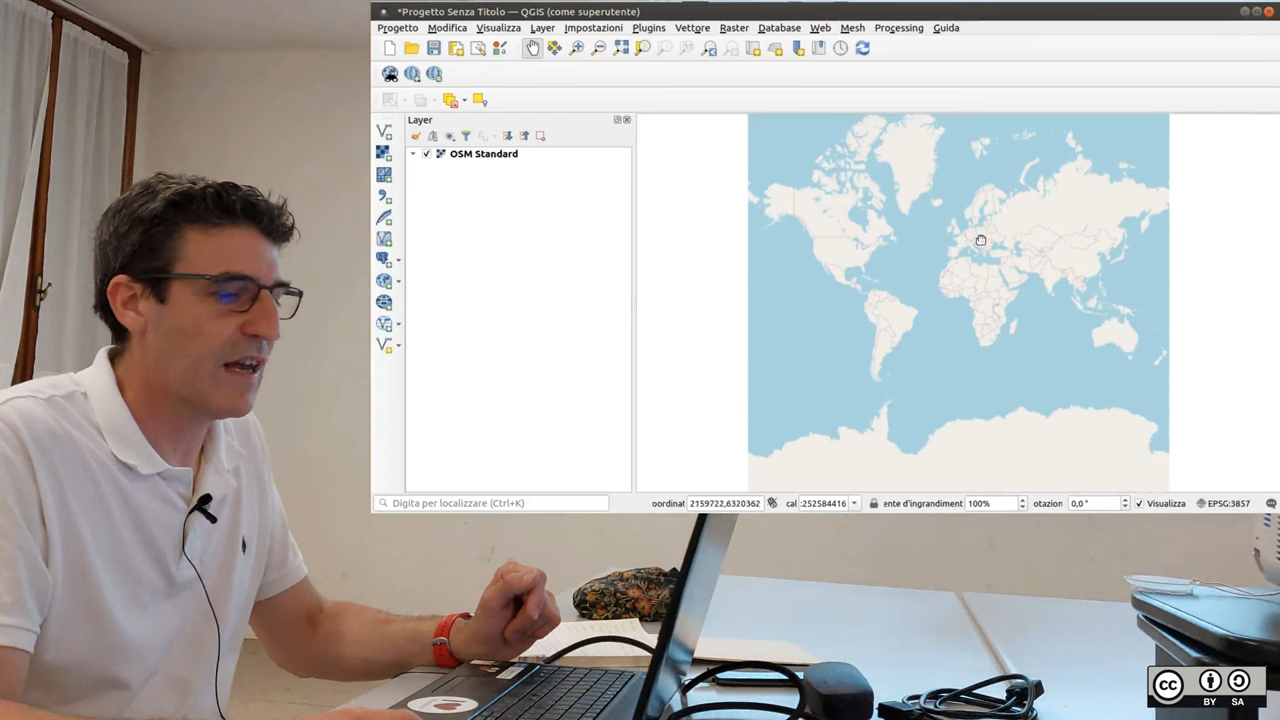 *Progetto Senza Titolo — QGIS (come superutente)
Progetto Modifica Visualizza Layer Impostazioni Plugins Vettore Raster Database Web Mesh Processing Guida
Layer
OSM Standard
Digita per localizzare (Ctrl+K)
oordinat 2159722,6320362 cal :252584416 ente d'ingrandiment 100% otazion 0,0° Visualizza EPSG:3857
cc
BY SA